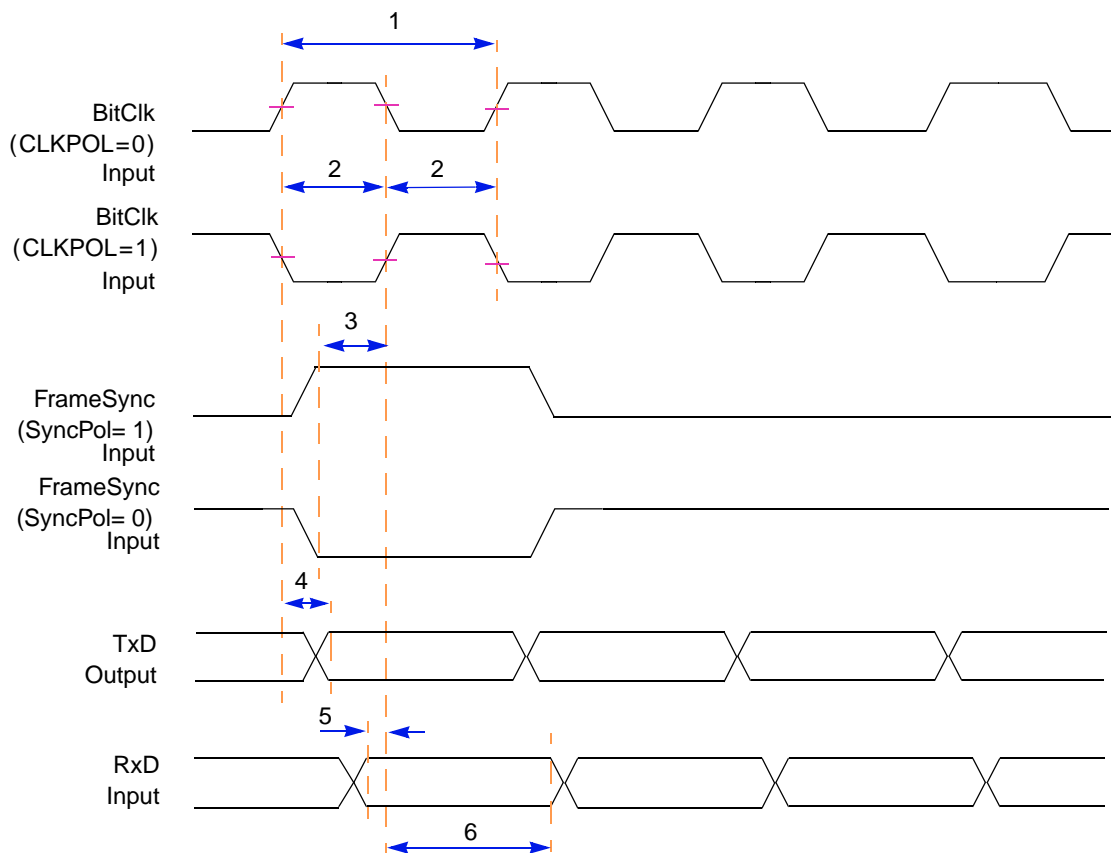 1
BitClk
(CLKPOL=0)
Input
2
2
BitClk
(CLKPOL=1)
Input
3
FrameSync
(SyncPol= 1)
Input
FrameSync
(SyncPol= 0)
Input
4
TxD
Output
5
RxD
Input
6